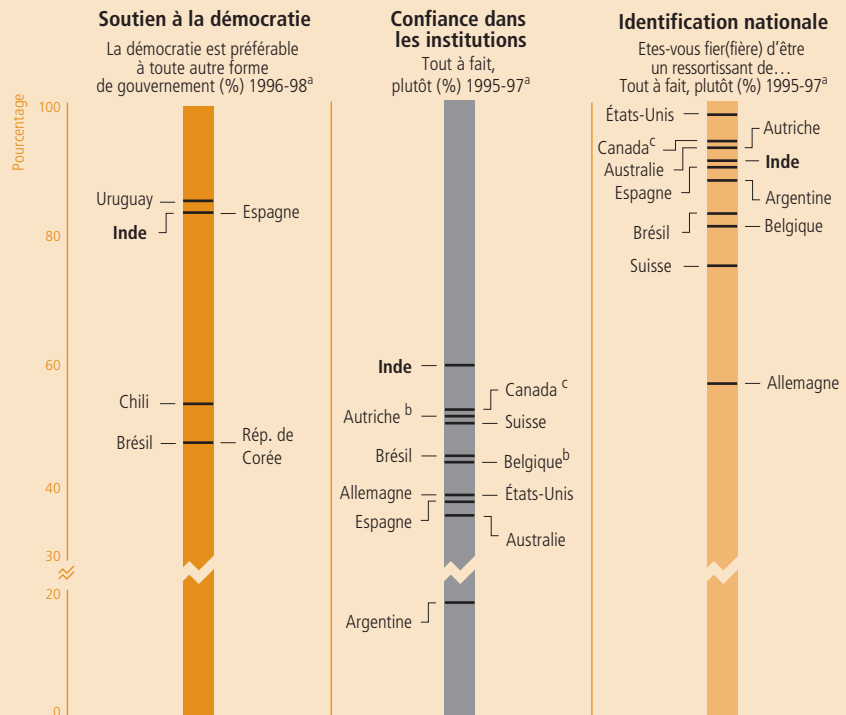 Soutien à la démocratie
La démocratie est préférable
à toute autre forme
de gouvernement (%) 1996-98a
Confiance dans
les institutions
Tout à fait,
plutôt (%) 1995-97a
Identification nationale
Etes-vous fier(fière) d'être
un ressortissant de...
Tout à fait, plutôt (%) 1995-97a
Pourcentage
100
80
60
40
30
20
0
Uruguay
Inde
Espagne
Chili
Brésil
Rép. de
Corée
Inde
Canada c
Autriche b
Suisse
Brésil
Belgiqueb
Allemagne
États-Unis
Espagne
Australie
Argentine
États-Unis
Autriche
Canadac
Inde
Australie
Espagne
Argentine
Brésil
Belgique
Suisse
Allemagne